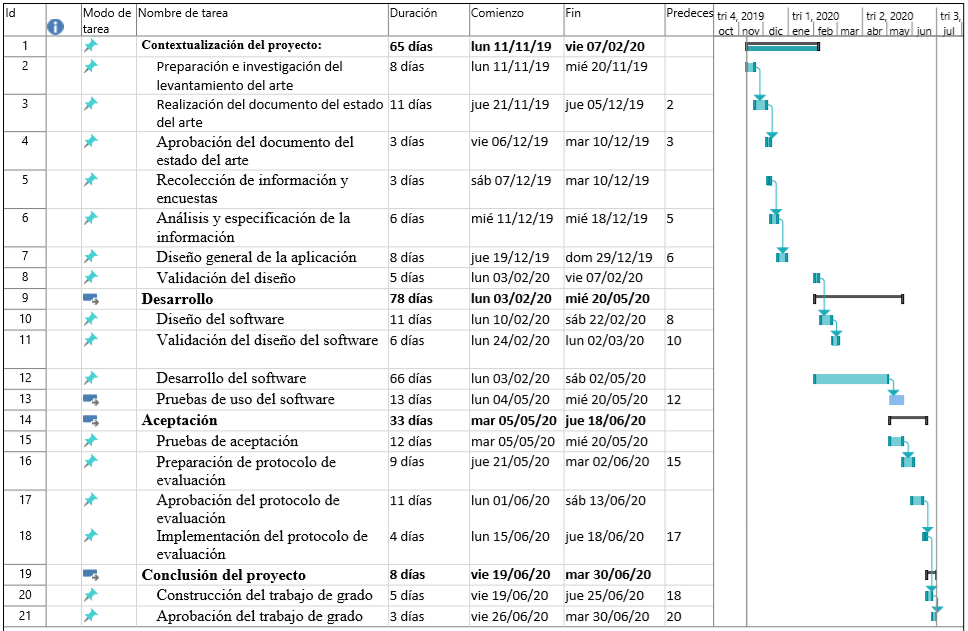 Id Modo de tarea Nombre de tarea Duración Comienzo Fin Predeces tri 4, 2019 tri 1, 2020 tri 2, 2020 tri 3,
oct nov dic ene feb mar abr may jun jul
1 Contextualización del proyecto: 65 días lun 11/11/19 vie 07/02/20
2 Preparación e investigación del levantamiento del arte 8 días lun 11/11/19 mié 20/11/19
3 Realización del documento del estado del arte 11 días jue 21/11/19 jue 05/12/19 2
4 Aprobación del documento del estado del arte 3 días vie 06/12/19 mar 10/12/19 3
5 Recolección de información y encuestas 3 días sáb 07/12/19 mar 10/12/19
6 Análisis y especificación de la información 6 días mié 11/12/19 mié 18/12/19 5
7 Diseño general de la aplicación 8 días jue 19/12/19 dom 29/12/19 6
8 Validación del diseño 5 días lun 03/02/20 vie 07/02/20
9 Desarrollo 78 días lun 03/02/20 mié 20/05/20
10 Diseño del software 11 días lun 10/02/20 sáb 22/02/20 8
11 Validación del diseño del software 6 días lun 24/02/20 lun 02/03/20 10
12 Desarrollo del software 66 días lun 03/02/20 sáb 02/05/20
13 Pruebas de uso del software 13 días lun 04/05/20 mié 20/05/20 12
14 Aceptación 33 días mar 05/05/20 jue 18/06/20
15 Pruebas de aceptación 12 días mar 05/05/20 mié 20/05/20
16 Preparación de protocolo de evaluación 9 días jue 21/05/20 mar 02/06/20 15
17 Aprobación del protocolo de evaluación 11 días lun 01/06/20 sáb 13/06/20
18 Implementación del protocolo de evaluación 4 días lun 15/06/20 jue 18/06/20 17
19 Conclusión del proyecto 8 días vie 19/06/20 mar 30/06/20
20 Construcción del trabajo de grado 5 días vie 19/06/20 jue 25/06/20 18
21 Aprobación del trabajo de grado 3 días vie 26/06/20 mar 30/06/20 20